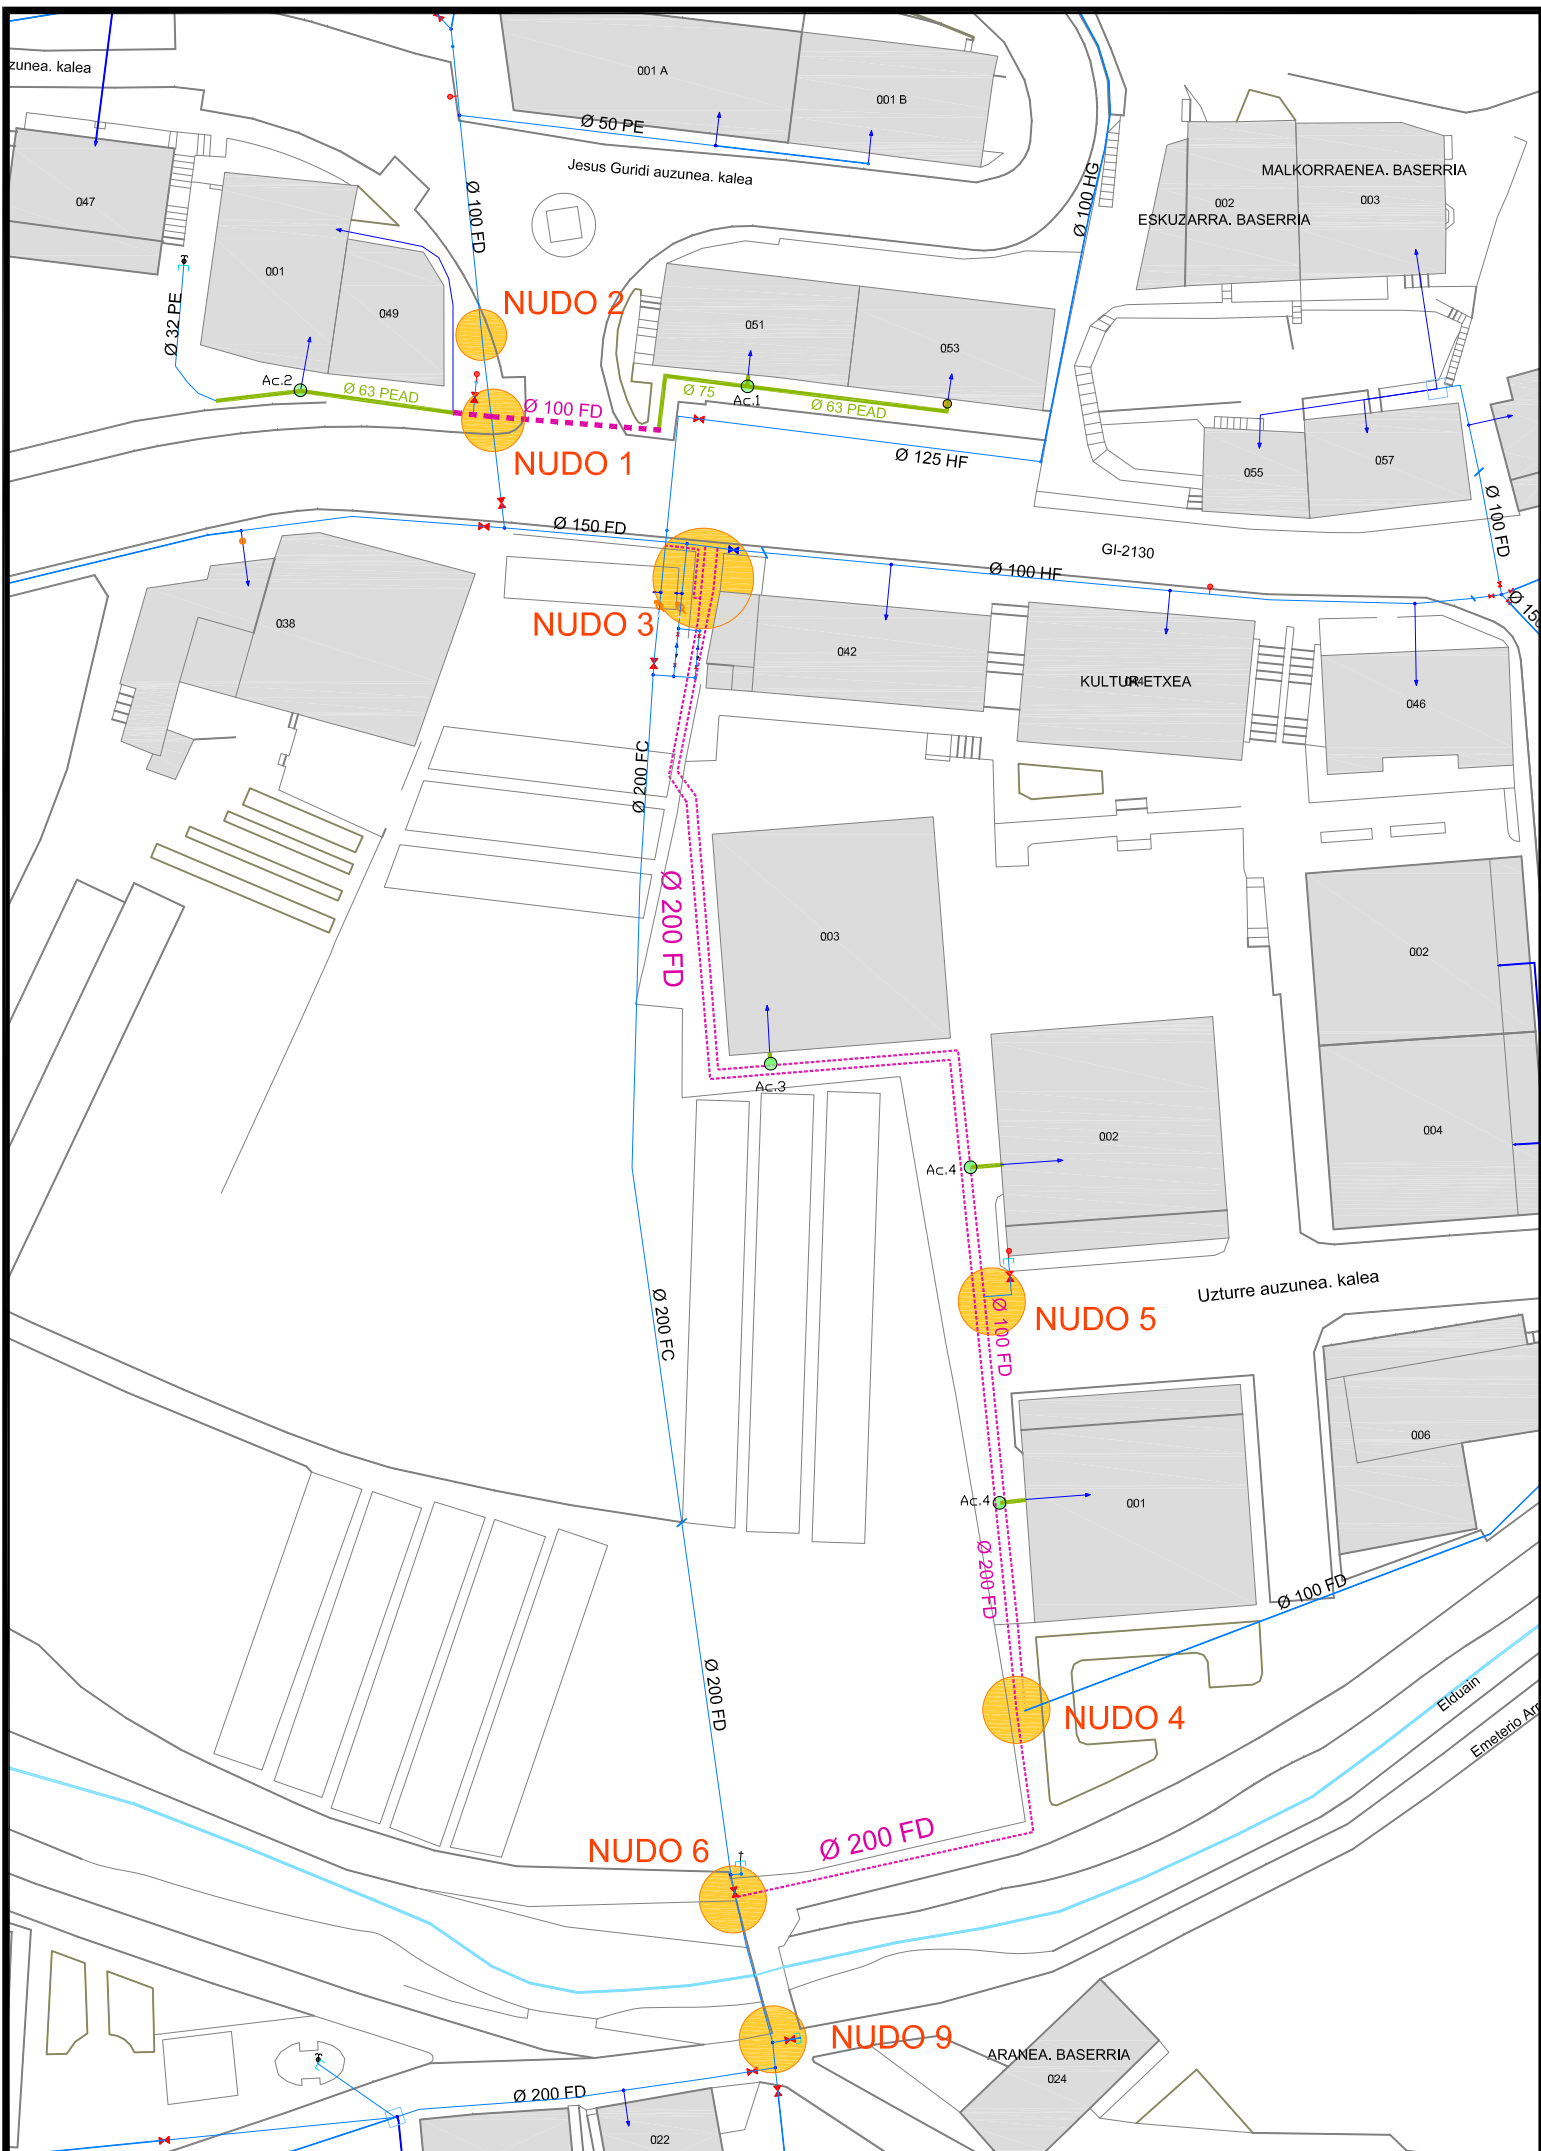 zunea. kalea
001 A
001 B
Ø 50 PE
Jesus Guridi auzunea. kalea
Ø 100 HG
MALKORRAENEA. BASERRIA
002
003
ESKUZARRA. BASERRIA
047
Ø 100 FD
001
049
Ø 32 PE
NUDO 2
051
053
Ac.2
Ø 63 PEAD
Ø 100 FD
Ø 75
Ac.1
Ø 63 PEAD
NUDO 1
Ø 125 HF
055
057
Ø 100 FD
Ø 150 FD
GI-2130
Ø 100 HF
Ø 150
NUDO 3
038
042
KULTUR ETXEA
046
Ø 200 FC
Ø 200 FD
003
002
Ac.3
002
004
Ac.4
Uzturre auzunea. kalea
NUDO 5
Ø 100 FD
Ø 200 FC
006
Ac.4
001
Ø 200 FD
Ø 100 FD
Ø 200 FD
NUDO 4
Elduain
Emeterio Arr
NUDO 6
Ø 200 FD
NUDO 9
ARANEA. BASERRIA
024
Ø 200 FD
022